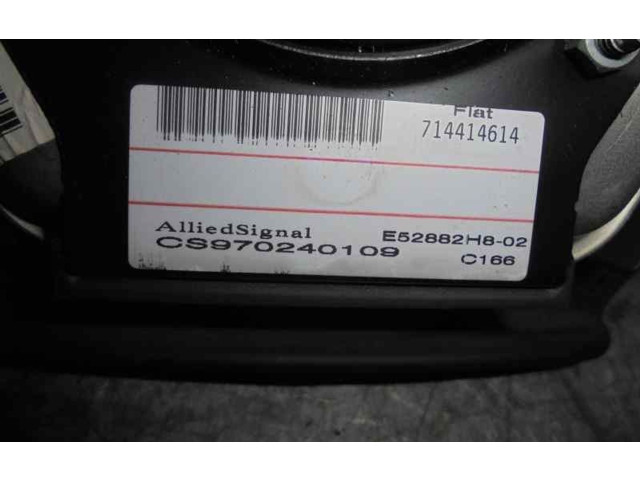 Fiat
714414614
AlliedSignal
E52882H8-02
CS970240109
C166